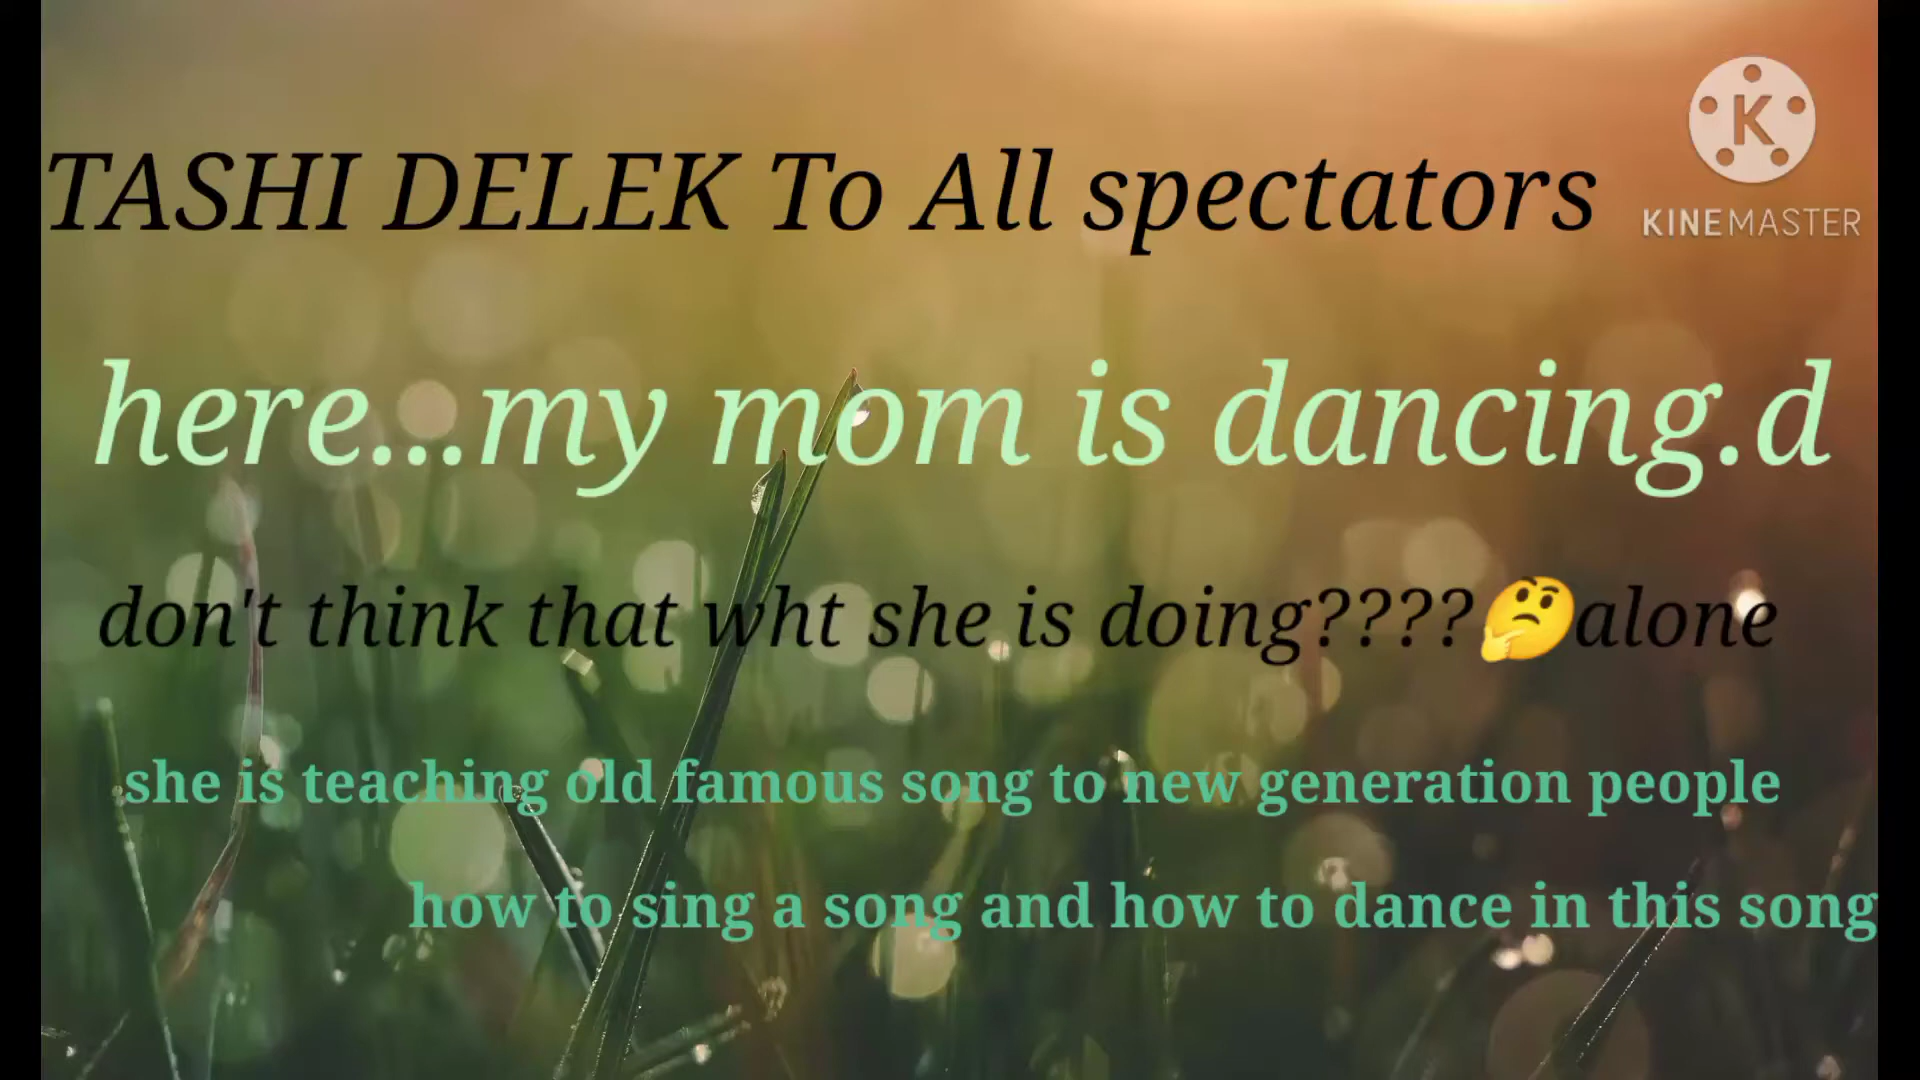 TASHI DELEK To All spectators
K
KINEMASTER
here...my mom is dancing.d
don't think that wht she is doing????🤔alone
she is teaching old famous song to new generation people
how to sing a song and how to dance in this song